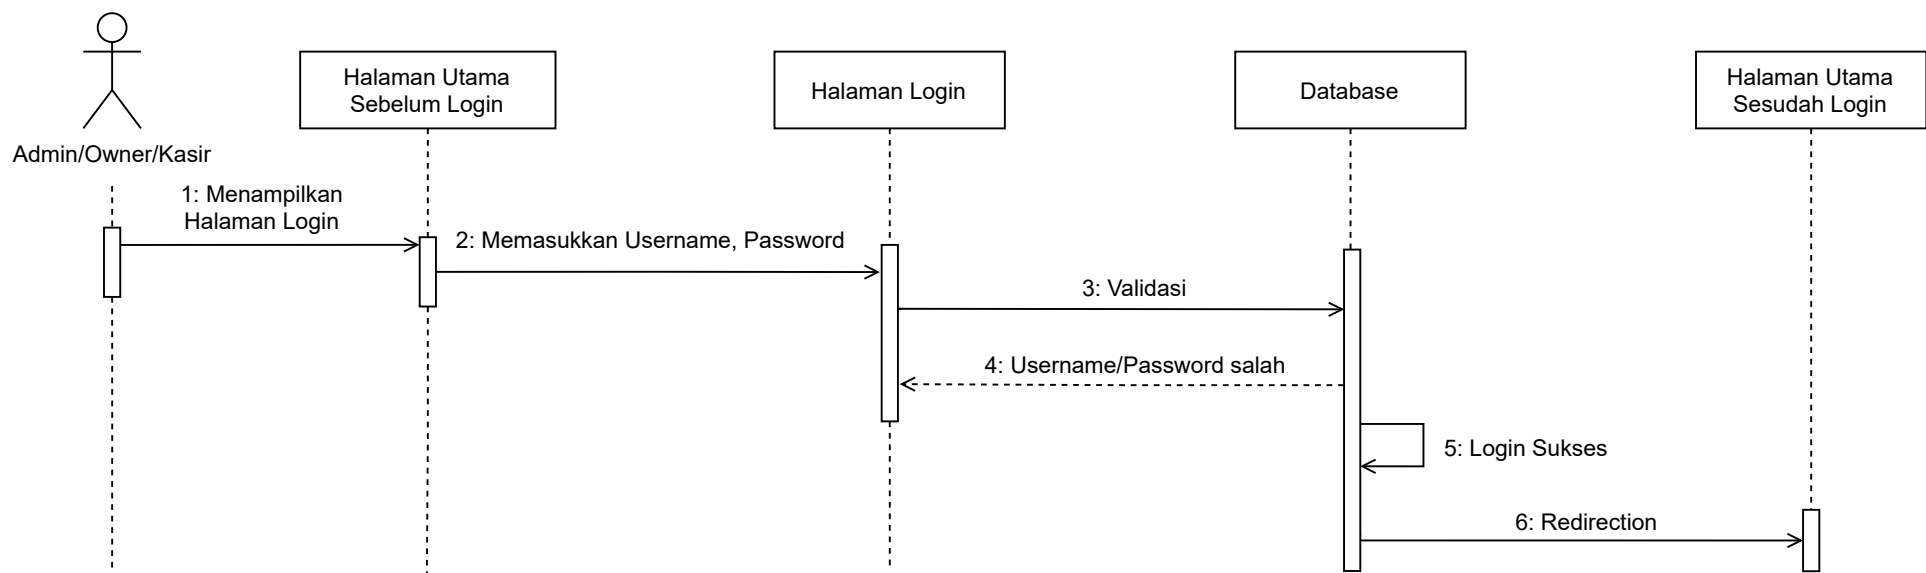 Halaman Utama
Sebelum Login
Halaman Login
Database
Halaman Utama
Sesudah Login
Admin/Owner/Kasir
1: Menampilkan
Halaman Login
2: Memasukkan Username, Password
3: Validasi
4: Username/Password salah
5: Login Sukses
6: Redirection